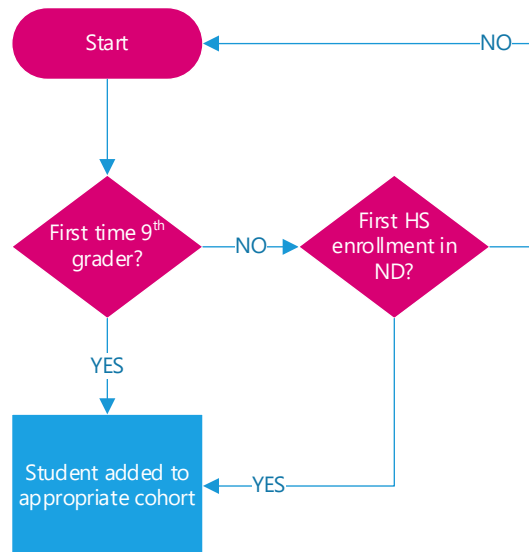 Start
NO
First time 9th
grader?
NO
First HS
enrollment in
ND?
YES
Student added to
appropriate cohort
YES